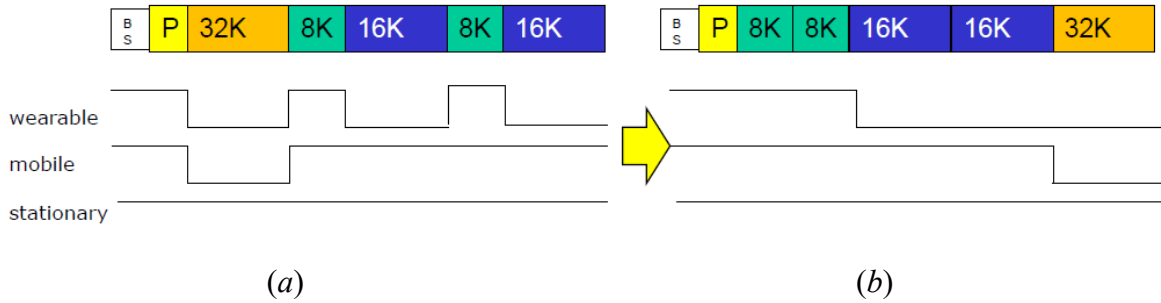 B S P 32K 8K 16K 8K 16K
B S P 8K 8K 16K 16K 32K
wearable
mobile
stationary
(a) (b)